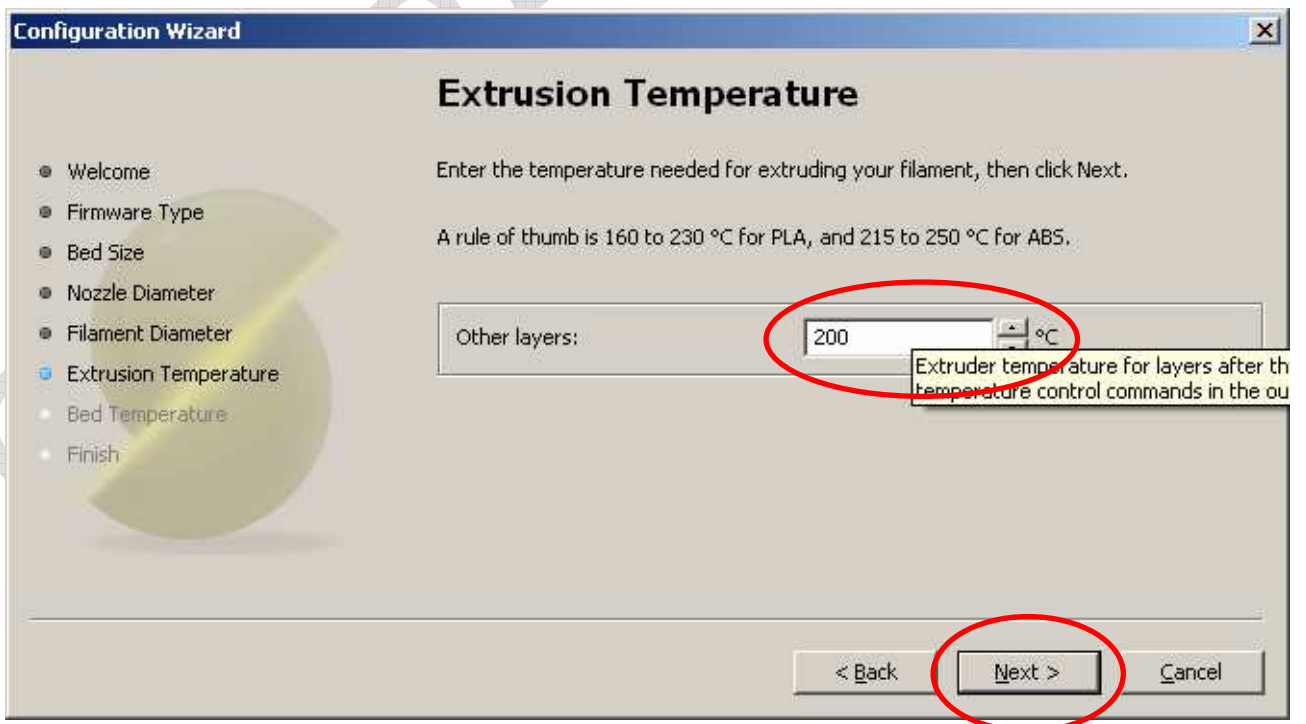 Configuration Wizard
Extrusion Temperature
Welcome
Firmware Type
Bed Size
Nozzle Diameter
Filament Diameter
Extrusion Temperature
Bed Temperature
Finish
Enter the temperature needed for extruding your filament, then click Next.
A rule of thumb is 160 to 230 °C for PLA, and 215 to 250 °C for ABS.
Other layers: 200 °C
Extruder temperature for layers after th
temperature control commands in the ou
< Back Next > Cancel